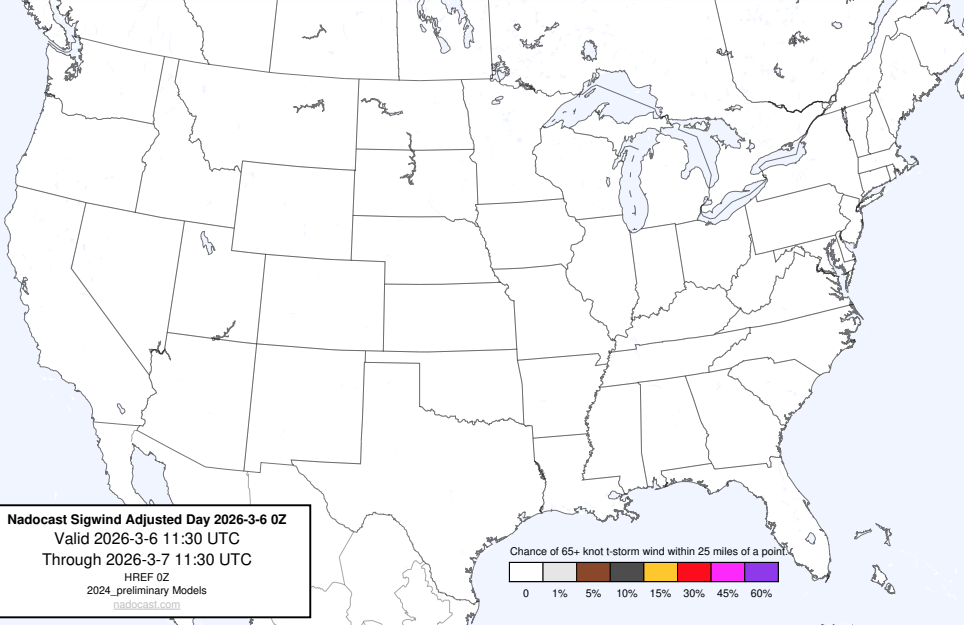 Nadocast Sigwind Adjusted Day 2026-3-6 0Z
Valid 2026-3-6 11:30 UTC
Through 2026-3-7 11:30 UTC
HREF 0Z
2024_preliminary Models
nadocast.com
Chance of 65+ knot t-storm wind within 25 miles of a point.
0 1% 5% 10% 15% 30% 45% 60%